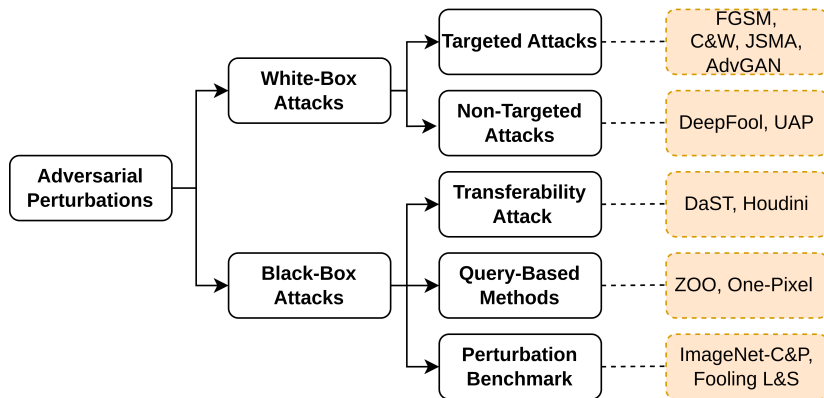 Adversarial
Perturbations
White-Box
Attacks
Black-Box
Attacks
Targeted Attacks
Non-Targeted
Attacks
Transferability
Attack
Query-Based
Methods
Perturbation
Benchmark
FGSM,
C&W, JSMA,
AdvGAN
DeepFool, UAP
DaST, Houdini
ZOO, One-Pixel
ImageNet-C&P,
Fooling L&S